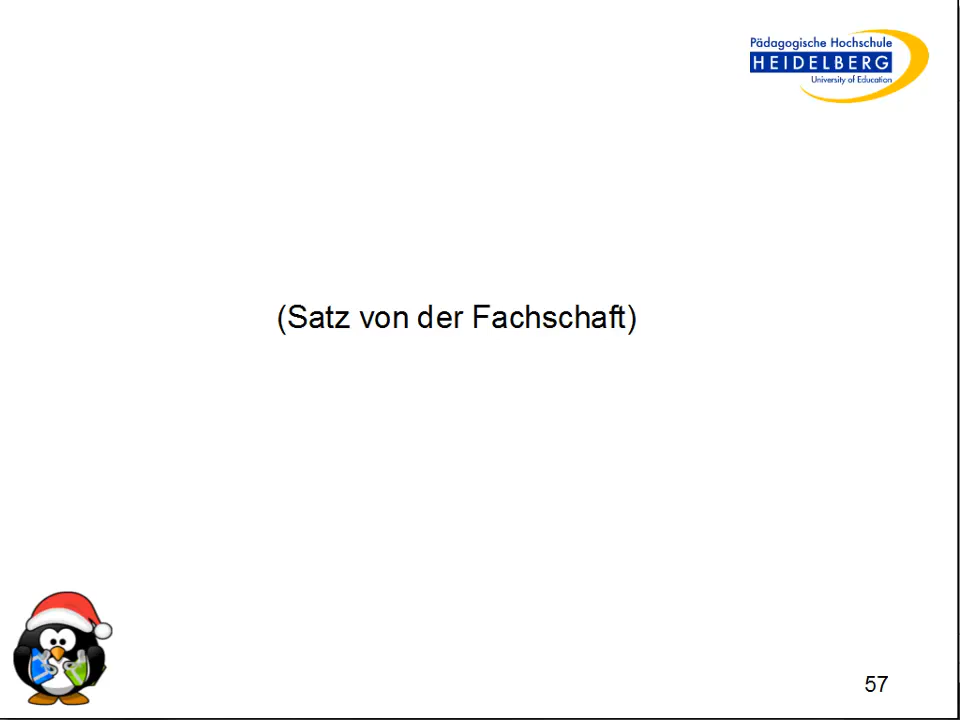 Pädagogische Hochschule
HEIDELBERG
University of Education
(Satz von der Fachschaft)
57